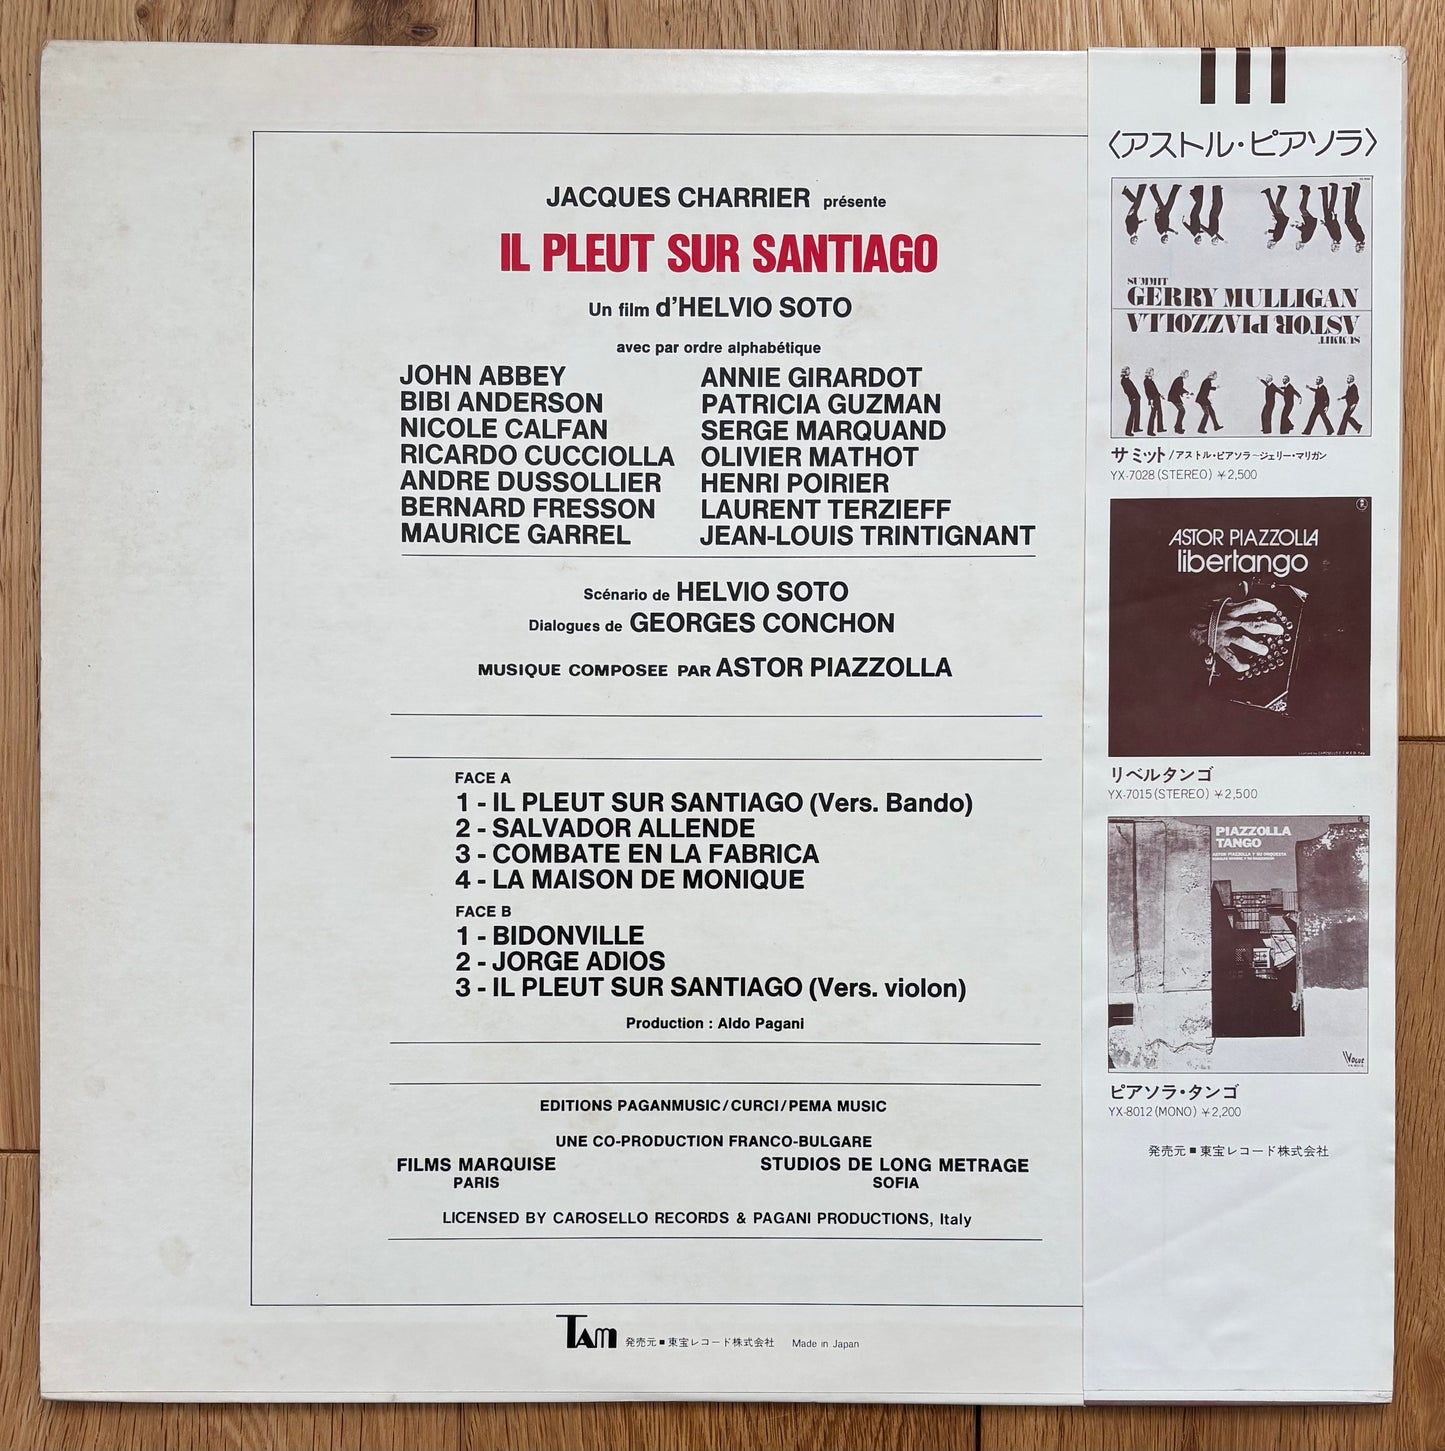 JACQUES CHARRIER présente
IL PLEUT SUR SANTIAGO
Un film d'HELVIO SOTO
avec par ordre alphabétique
JOHN ABBEY
BIBI ANDERSON
NICOLE CALFAN
RICARDO CUCCIOLLA
ANDRE DUSSOLLIER
BERNARD FRESSON
MAURICE GARREL
ANNIE GIRARDOT
PATRICIA GUZMAN
SERGE MARQUAND
OLIVIER MATHOT
HENRI POIRIER
LAURENT TERZIEFF
JEAN-LOUIS TRINTIGNANT
Scénario de HELVIO SOTO
Dialogues de GEORGES CONCHON
MUSIQUE COMPOSEE PAR ASTOR PIAZZOLLA
FACE A
1 - IL PLEUT SUR SANTIAGO (Vers. Bando)
2 - SALVADOR ALLENDE
3 - COMBATE EN LA FABRICA
4 - LA MAISON DE MONIQUE
FACE B
1 - BIDONVILLE
2 - JORGE ADIOS
3 - IL PLEUT SUR SANTIAGO (Vers. violon)
Production : Aldo Pagani
EDITIONS PAGANMUSIC/CURCI/PEMA MUSIC
UNE CO-PRODUCTION FRANCO-BULGARE
FILMS MARQUISE
PARIS
STUDIOS DE LONG METRAGE
SOFIA
LICENSED BY CAROSELLO RECORDS & PAGANI PRODUCTIONS, Italy
TAM 発売元■東宝レコード株式会社 Made in Japan
〈アストル・ピアソラ〉
SUMMIT
GERRY MULLIGAN
ASTOR PIAZZOLLA
SUMMIT
サミット/アストル・ピアソラ~ジェリー・マリガン
YX-7028(STEREO) ¥2,500
ASTOR PIAZZOLLA
libertango
リベルタンゴ
YX-7015(STEREO) ¥2,500
PIAZZOLLA
TANGO
ASTOR PIAZZOLLA Y SU ORQUESTA
VOGUE
ピアソラ・タンゴ
YX-8012(MONO) ¥2,200
発売元■東宝レコード株式会社